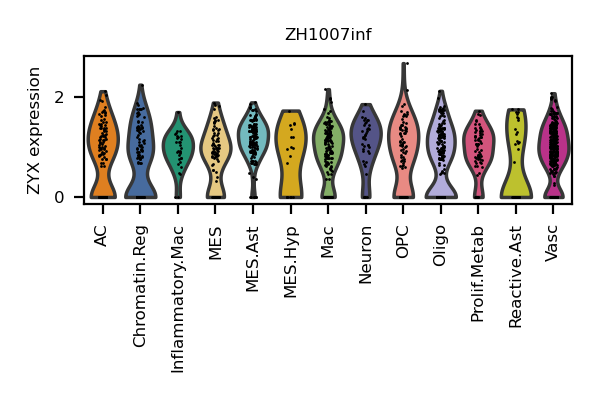 ZH1007inf
ZYX expression
2
0
AC
Chromatin.Reg
Inflammatory.Mac
MES
MES.Ast
MES.Hyp
Mac
Neuron
OPC
Oligo
Prolif.Metab
Reactive.Ast
Vasc